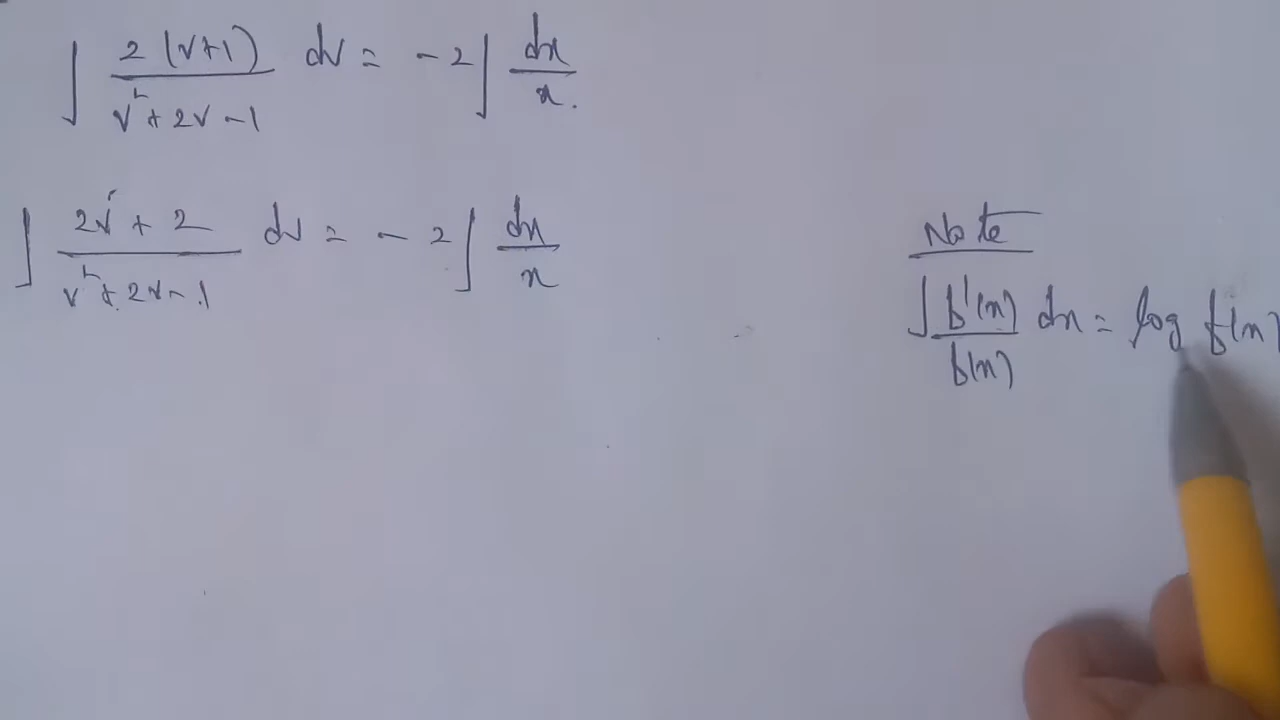 ∫ 2(v+1) / v² + 2v - 1 dv = - 2 ∫ dx / x.
∫ 2v + 2 / v² + 2v - 1 dv = - 2 ∫ dx / x
Note
∫ f'(x) / f(x) dx = log f(x)